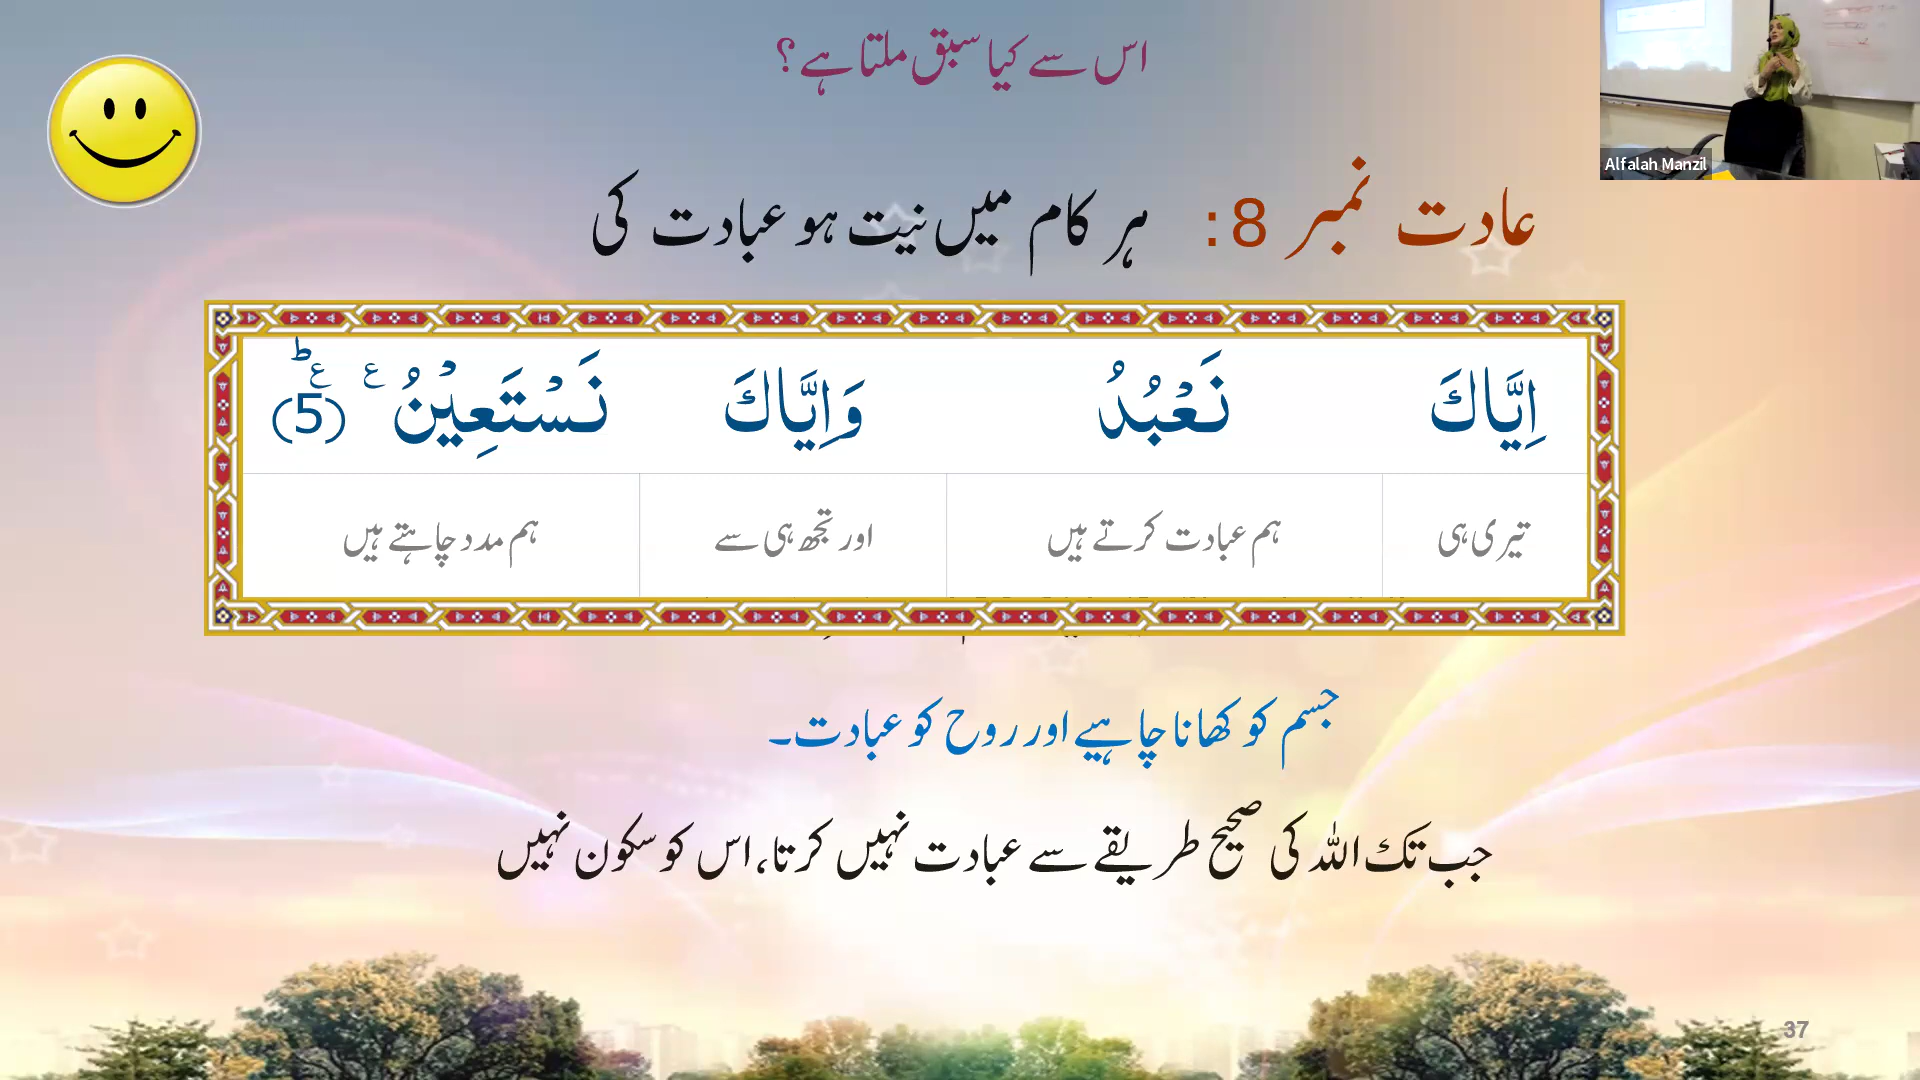 اس سے کیا سبق ملتا ہے؟
Alfalah Manzil
عادت نمبر 8: ہر کام میں نیت ہو عبادت کی
اِيَّاكَ نَعْبُدُ وَاِيَّاكَ نَسْتَعِيْنُ ۧ (5) ؕ ۧ
تیری ہی ہم عبادت کرتے ہیں اور تجھ ہی سے ہم مدد چاہتے ہیں
جسم کو کھانا چاہیے اور روح کو عبادت۔
جب تک اللہ کی صحیح طریقے سے عبادت نہیں کرتا، اس کو سکون نہیں
37